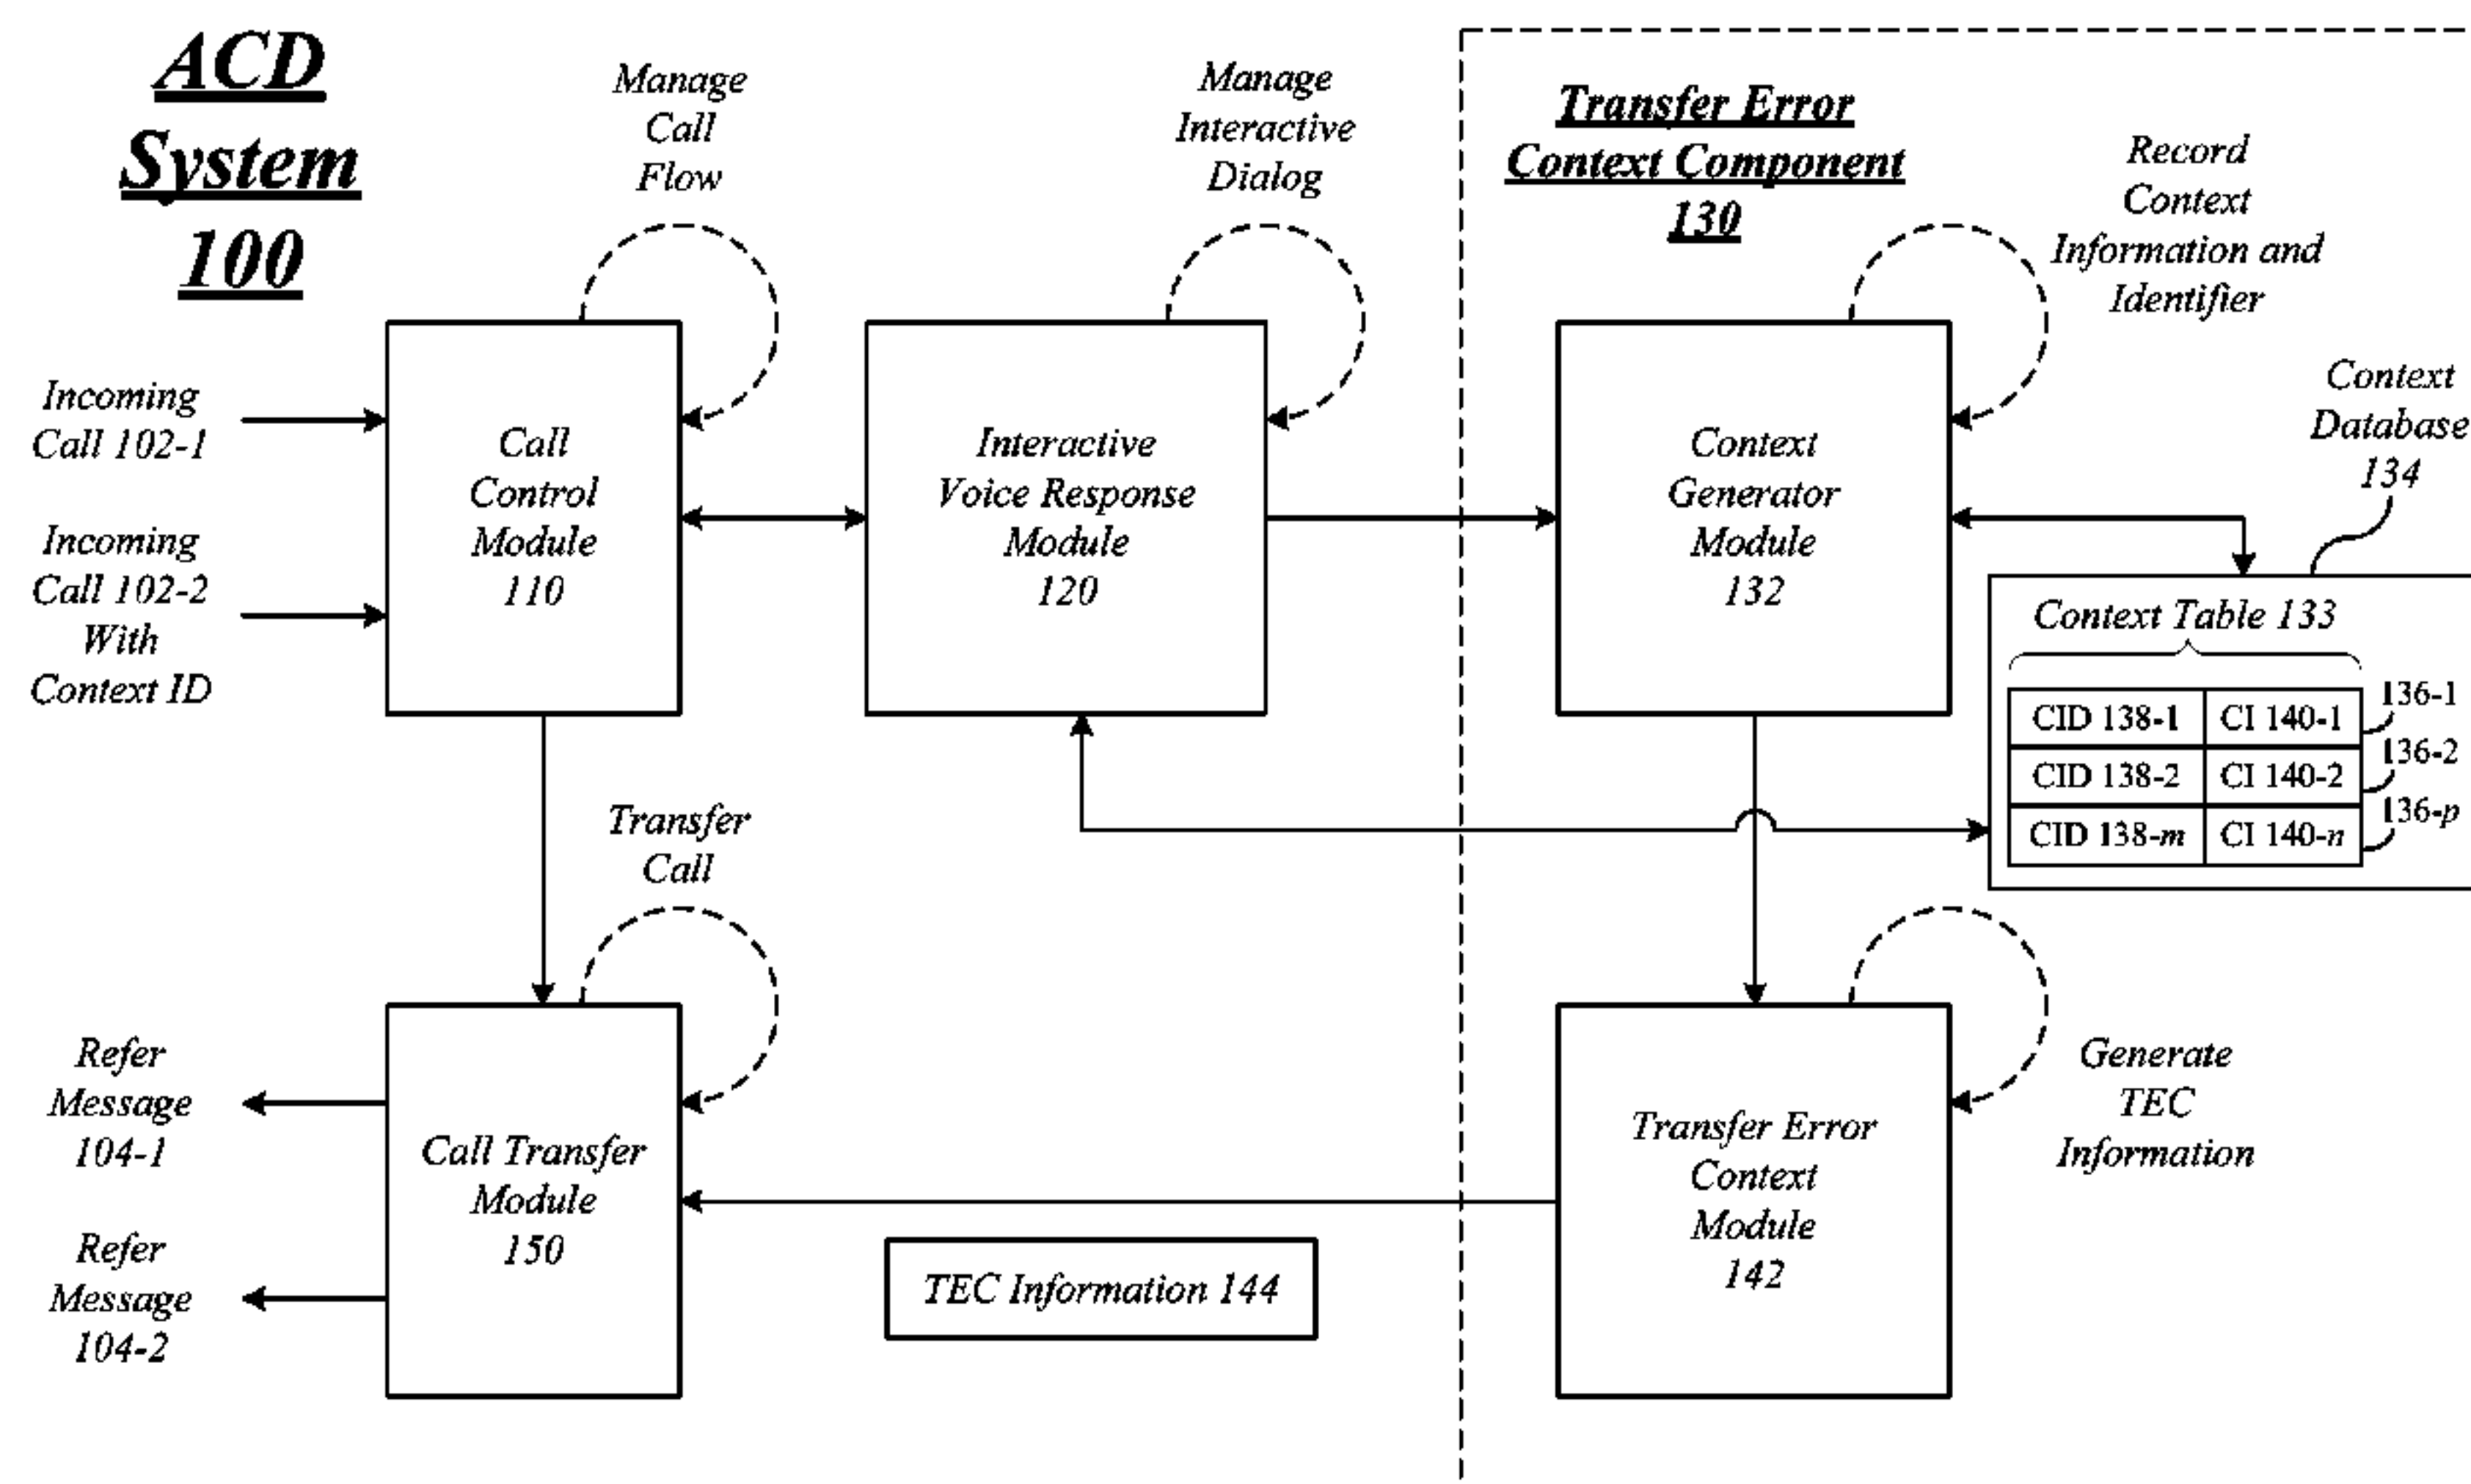 ACD
System
100
Manage
Call
Flow
Manage
Interactive
Dialog
Transfer Error
Context Component
130
Record
Context
Information and
Identifier
Incoming
Call 102-1
Incoming
Call 102-2
With
Context ID
Call
Control
Module
110
Interactive
Voice Response
Module
120
Context
Generator
Module
132
Context
Database
134
Context Table 133
CID 138-1 CI 140-1 136-1
CID 138-2 CI 140-2 136-2
CID 138-m CI 140-n 136-p
Transfer
Call
Refer
Message
104-1
Refer
Message
104-2
Call Transfer
Module
150
TEC Information 144
Transfer Error
Context
Module
142
Generate
TEC
Information